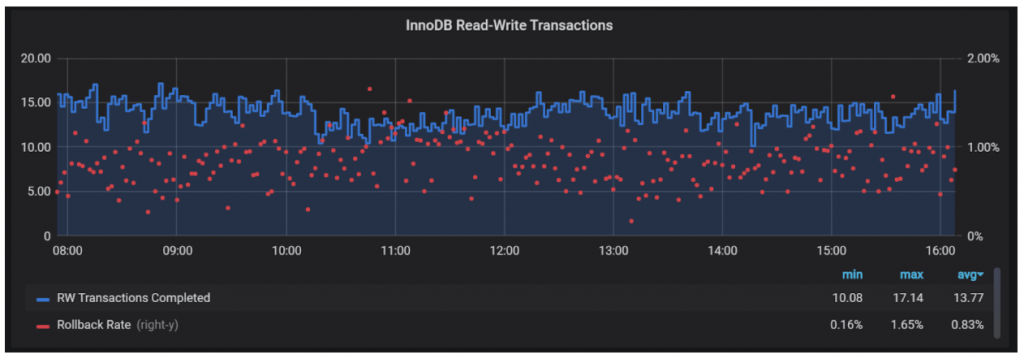 InnoDB Read-Write Transactions
20.00 2.00%
15.00
10.00 1.00%
5.00
0 0%
08:00 09:00 10:00 11:00 12:00 13:00 14:00 15:00 16:00
min max avg
RW Transactions Completed 10.08 17.14 13.77
Rollback Rate (right-y) 0.16% 1.65% 0.83%